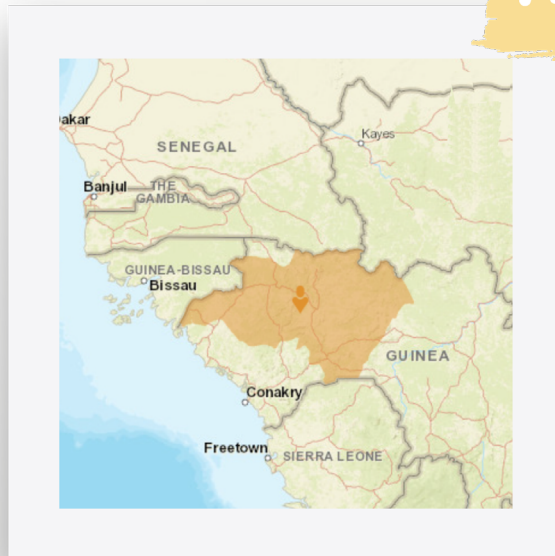 akar
Kayes
SENEGAL
Banjul
THE
GAMBIA
GUINEA-BISSAU
Bissau
GUINEA
Conakry
Freetown
SIERRA LEONE